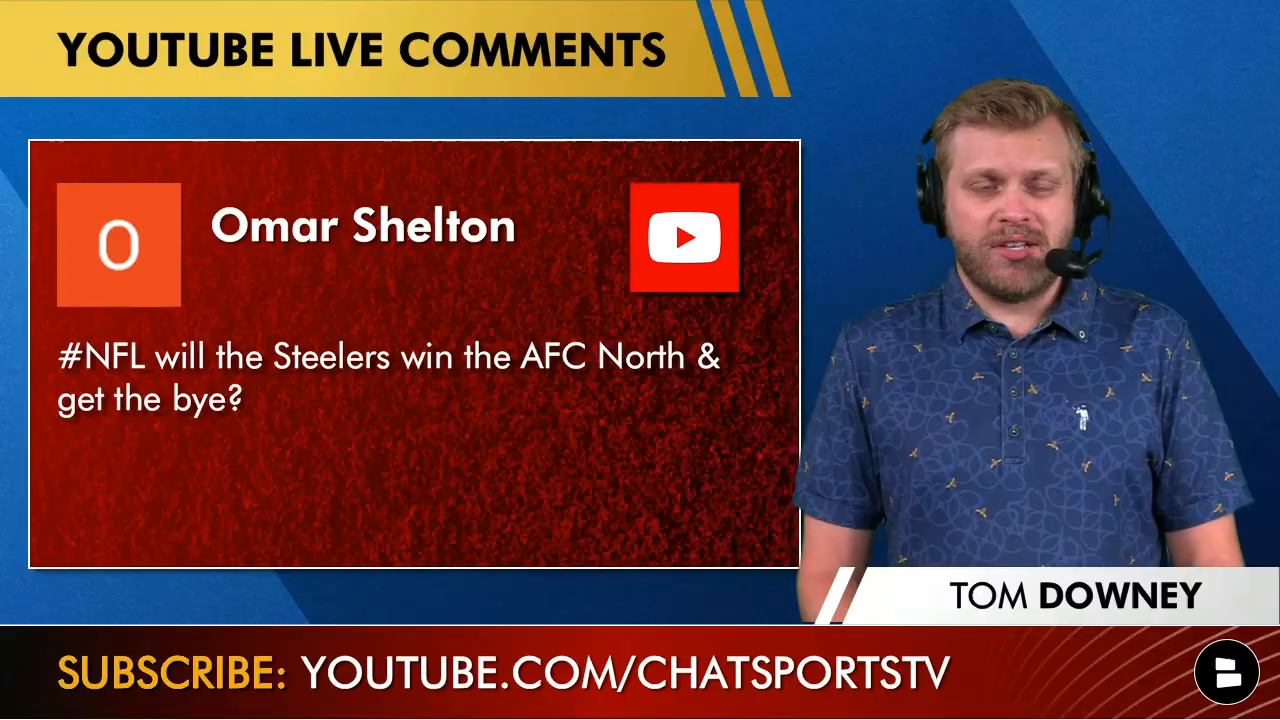 YOUTUBE LIVE COMMENTS
O
Omar Shelton
#NFL will the Steelers win the AFC North &
get the bye?
TOM DOWNEY
SUBSCRIBE: YOUTUBE.COM/CHATSPORTSTV